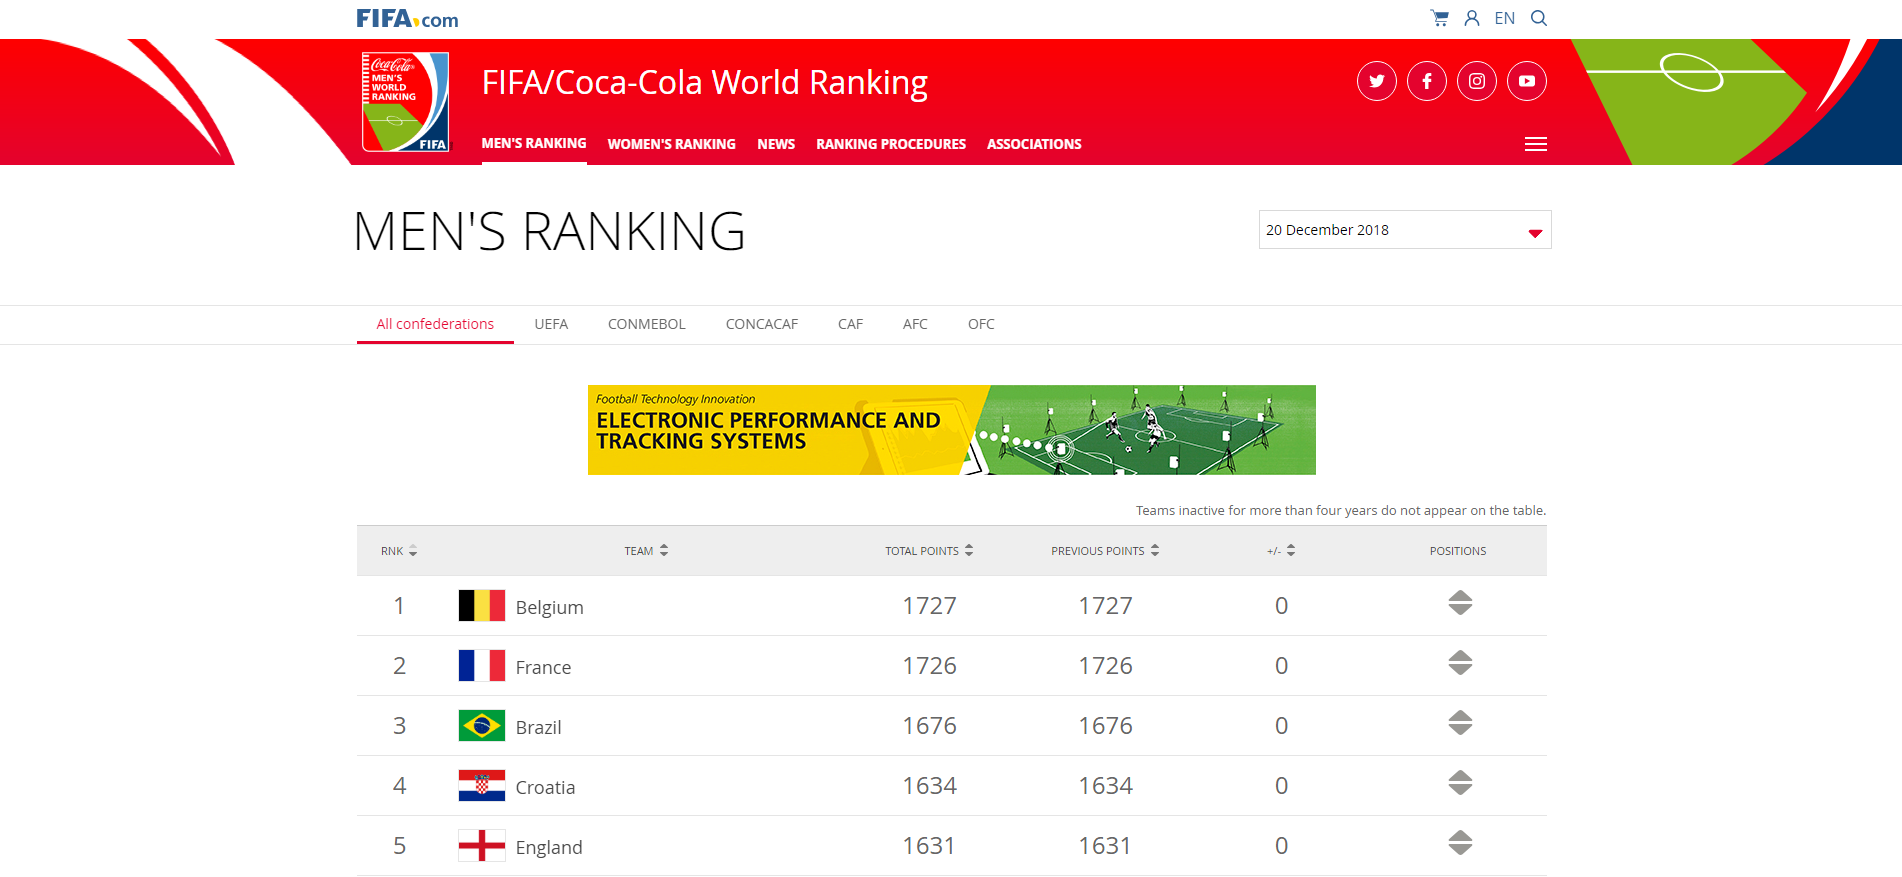 FIFA.com
EN
Coca-Cola
MEN'S
WORLD
RANKING
FIFA
FIFA/Coca-Cola World Ranking
MEN'S RANKING WOMEN'S RANKING NEWS RANKING PROCEDURES ASSOCIATIONS
MEN'S RANKING
20 December 2018
All confederations UEFA CONMEBOL CONCACAF CAF AFC OFC
Football Technology Innovation
ELECTRONIC PERFORMANCE AND
TRACKING SYSTEMS
Teams inactive for more than four years do not appear on the table.
RNK TEAM TOTAL POINTS PREVIOUS POINTS +/- POSITIONS
1 Belgium 1727 1727 0
2 France 1726 1726 0
3 Brazil 1676 1676 0
4 Croatia 1634 1634 0
5 England 1631 1631 0